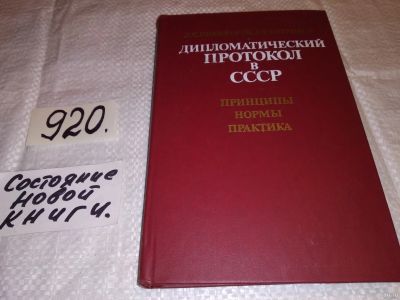 ДИПЛОМАТИЧЕСКИЙ
ПРОТОКОЛ
В
СССР
ПРИНЦИПЫ
НОРМЫ
ПРАКТИКА
920.
Состояние
новой
книги.